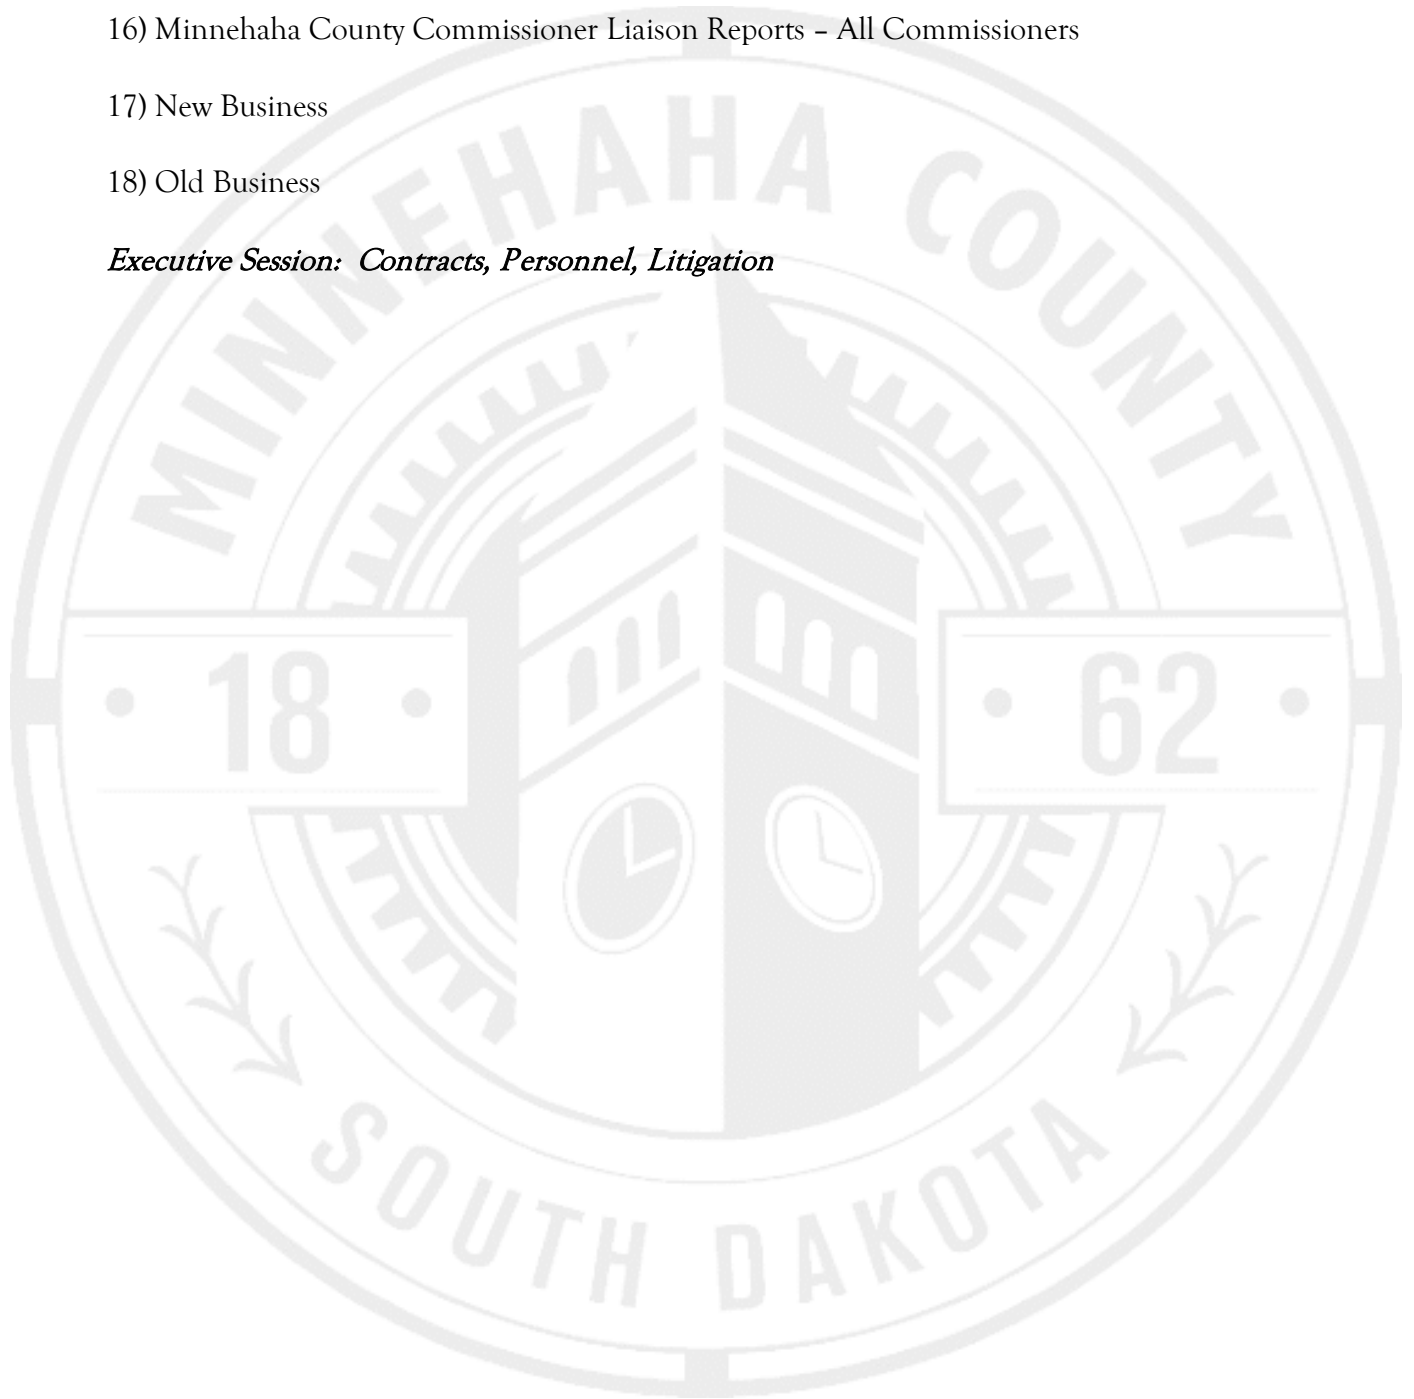 16) Minnehaha County Commissioner Liaison Reports – All Commissioners
17) New Business
18) Old Business
Executive Session:  Contracts, Personnel, Litigation
MINNEHAHA COUNTY
18
62
SOUTH DAKOTA